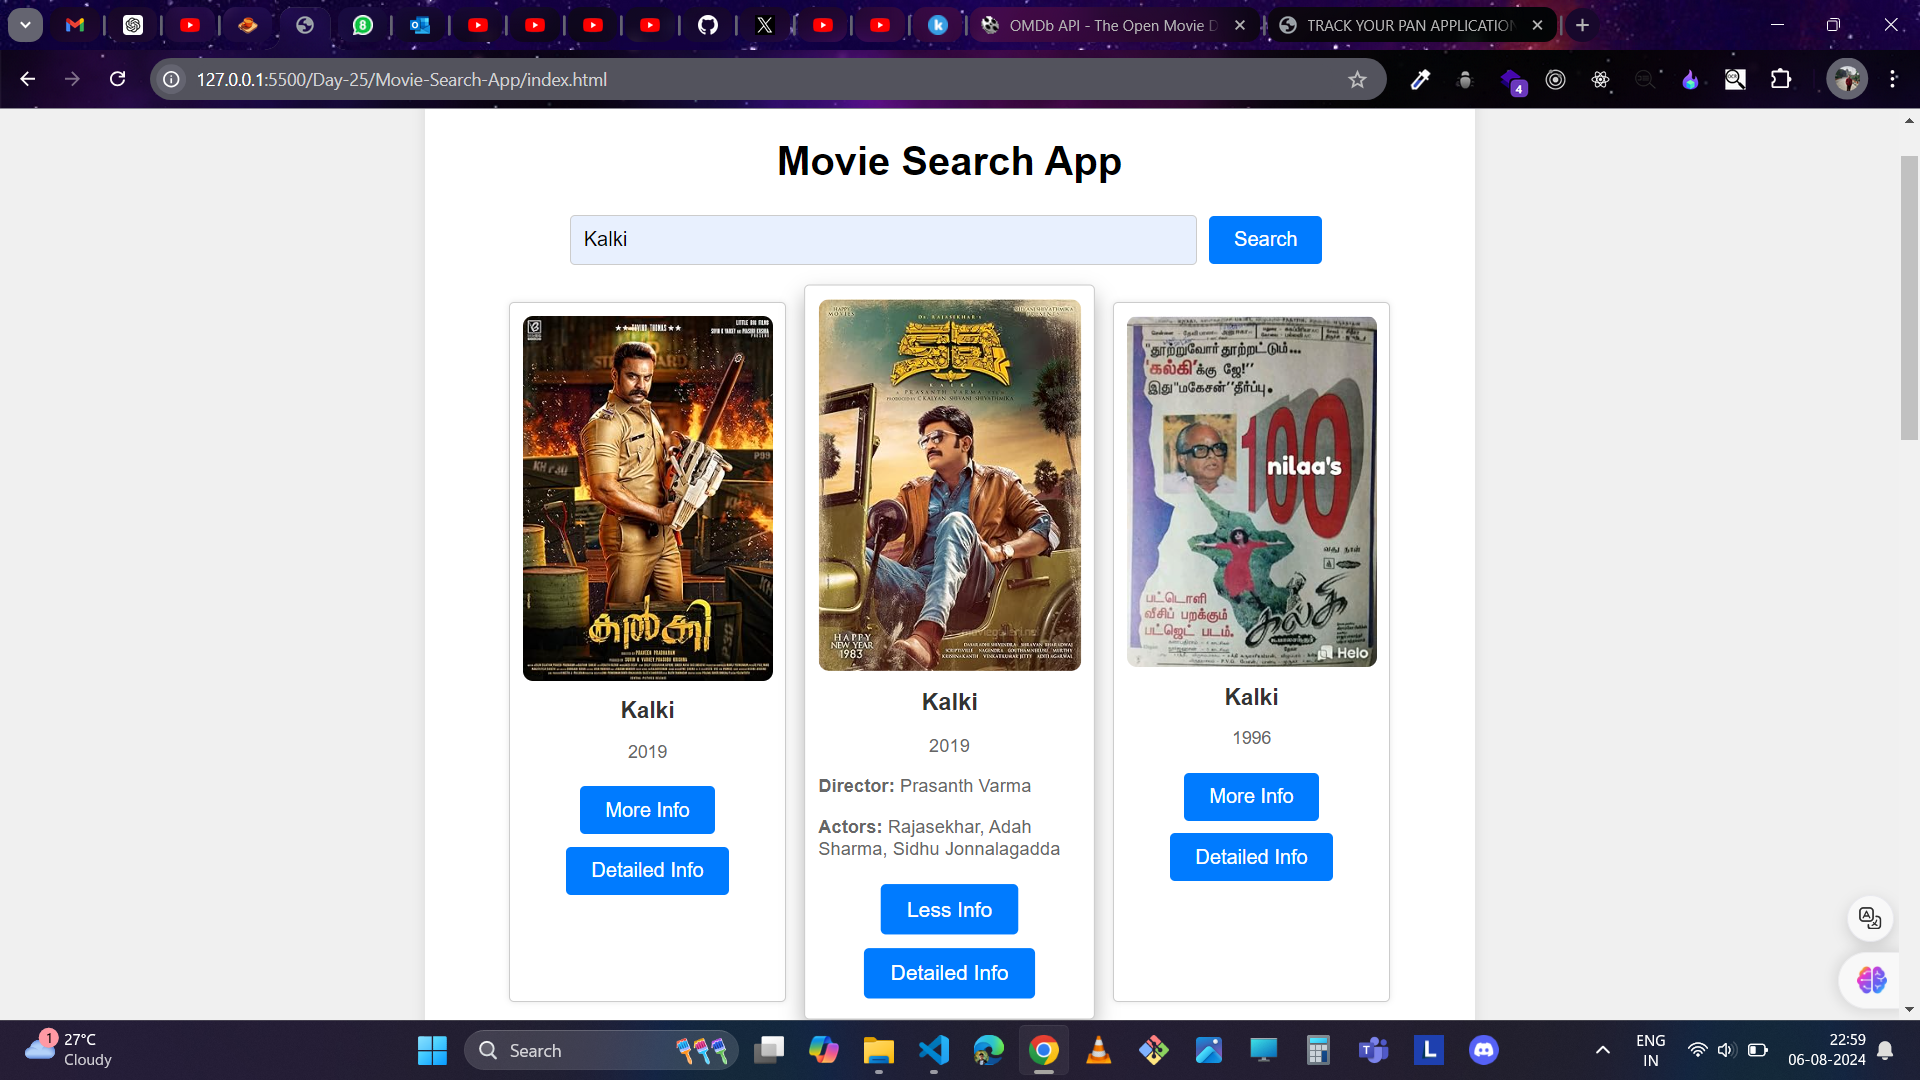 8
OMDb API - The Open Movie D
TRACK YOUR PAN APPLICATION
127.0.0.1:5500/Day-25/Movie-Search-App/index.html
4
Movie Search App
Kalki
Search
Kalki
2019
More Info
Detailed Info
HAPPY
NEW YEAR
1983
Kalki
2019
Director: Prasanth Varma
Actors: Rajasekhar, Adah
Sharma, Sidhu Jonnalagadda
Less Info
Detailed Info
"தூற்றுவோர் தூற்றட்டும்...
'கல்கி'க்கு ஜே!''
இது "மகேசன்" தீர்ப்பு.
100
nilaa's
வது நாள்
பட்டொளி
வீசிப் பறக்கும்
பட்ஜெட் படம்.
கல்கி
Helo
Kalki
1996
More Info
Detailed Info
1
27°C
Cloudy
Search
L
ENG
IN
22:59
06-08-2024